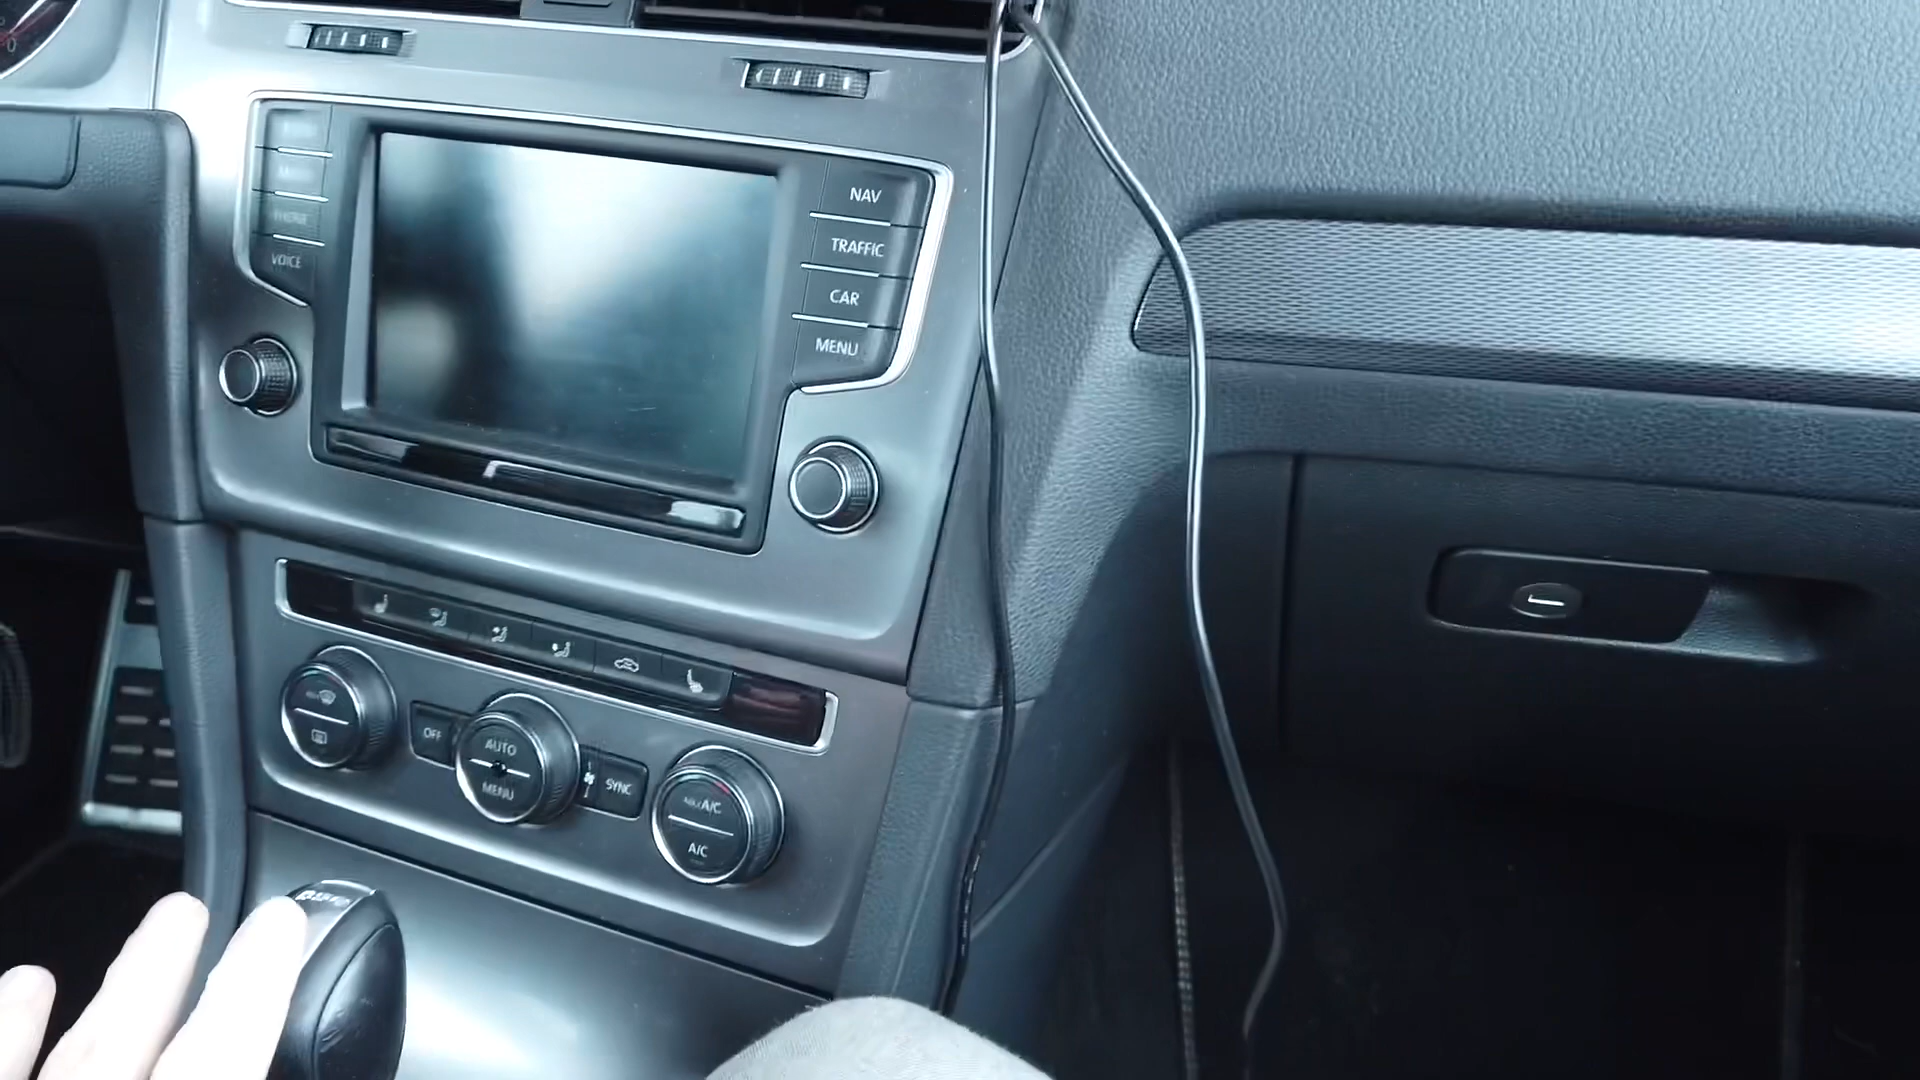 NAV
TRAFFIC
CAR
MENU
VOICE
OFF
AUTO
MENU
SYNC
A/C
A/C